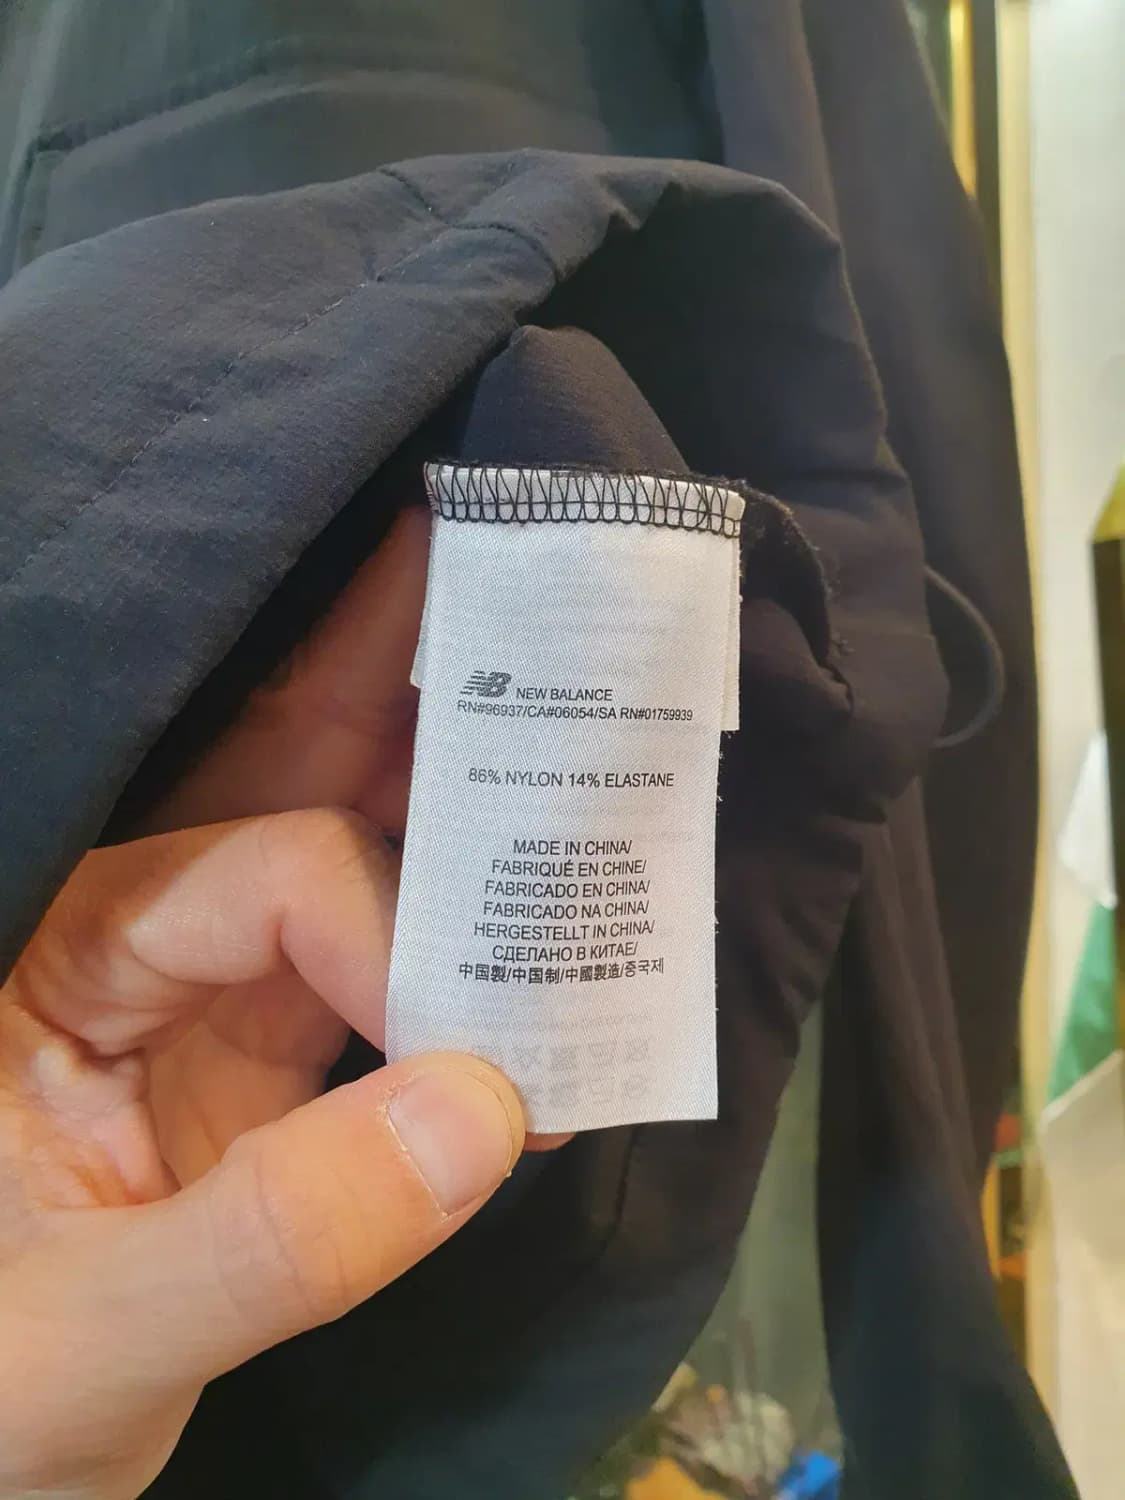 NB NEW BALANCE
RN#96937/CA#06054/SA RN#01759939
86% NYLON 14% ELASTANE
MADE IN CHINA/
FABRIQUÉ EN CHINE/
FABRICADO EN CHINA/
FABRICADO NA CHINA/
HERGESTELLT IN CHINA/
СДЕЛАНО В КИТАЕ/
中国製/中国制/中國製造/중국제